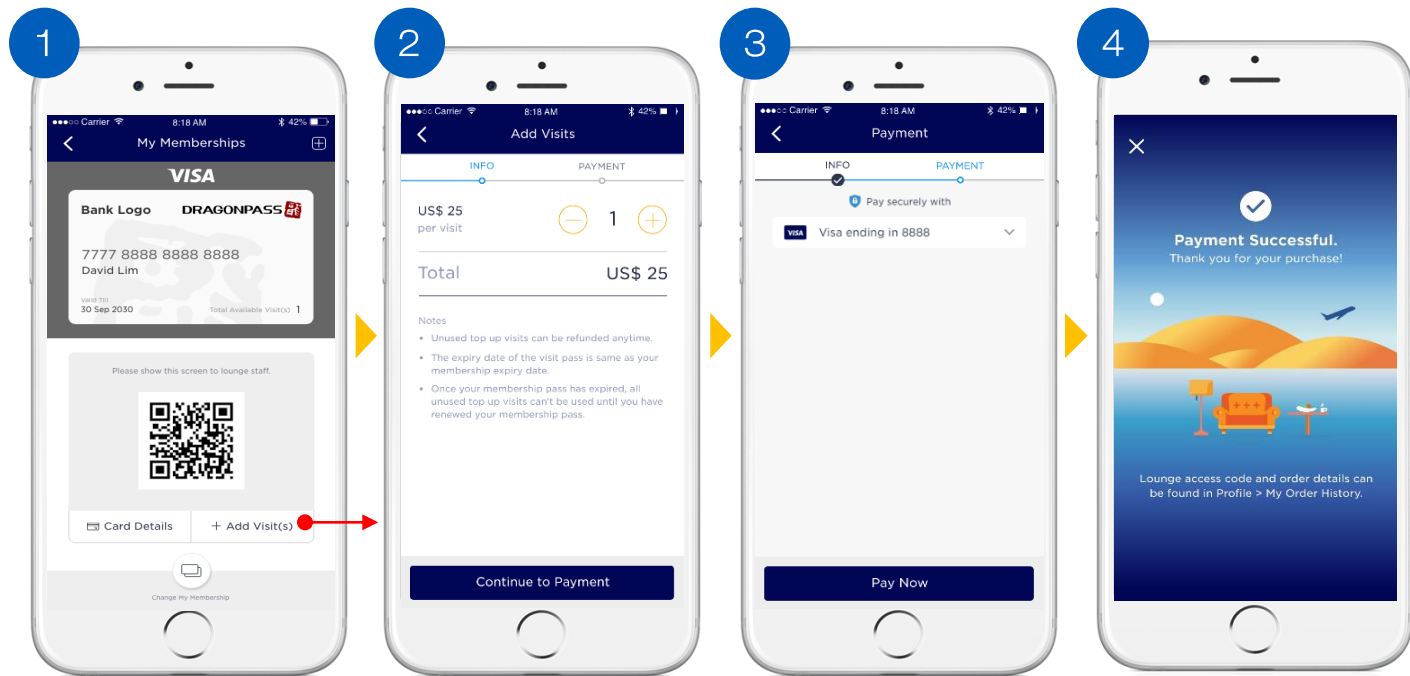 1
Carrier 8:18 AM 42%
My Memberships
VISA
Bank Logo DRAGONPASS
7777 8888 8888 8888
David Lim
Valid Till
30 Sep 2030 Total Available Visit(s) 1
Please show this screen to lounge staff.
Card Details + Add Visit(s)
Change My Membership
2
Carrier 8:18 AM 42%
Add Visits
INFO PAYMENT
US$ 25
per visit
1
Total US$ 25
Notes
• Unused top up visits can be refunded anytime.
• The expiry date of the visit pass is same as your
membership expiry date.
• Once your membership pass has expired, all
unused top up visits can't be used until you have
renewed your membership pass.
Continue to Payment
3
Carrier 8:18 AM 42%
Payment
INFO PAYMENT
Pay securely with
VISA Visa ending in 8888
Pay Now
4
Payment Successful.
Thank you for your purchase!
Lounge access code and order details can
be found in Profile > My Order History.